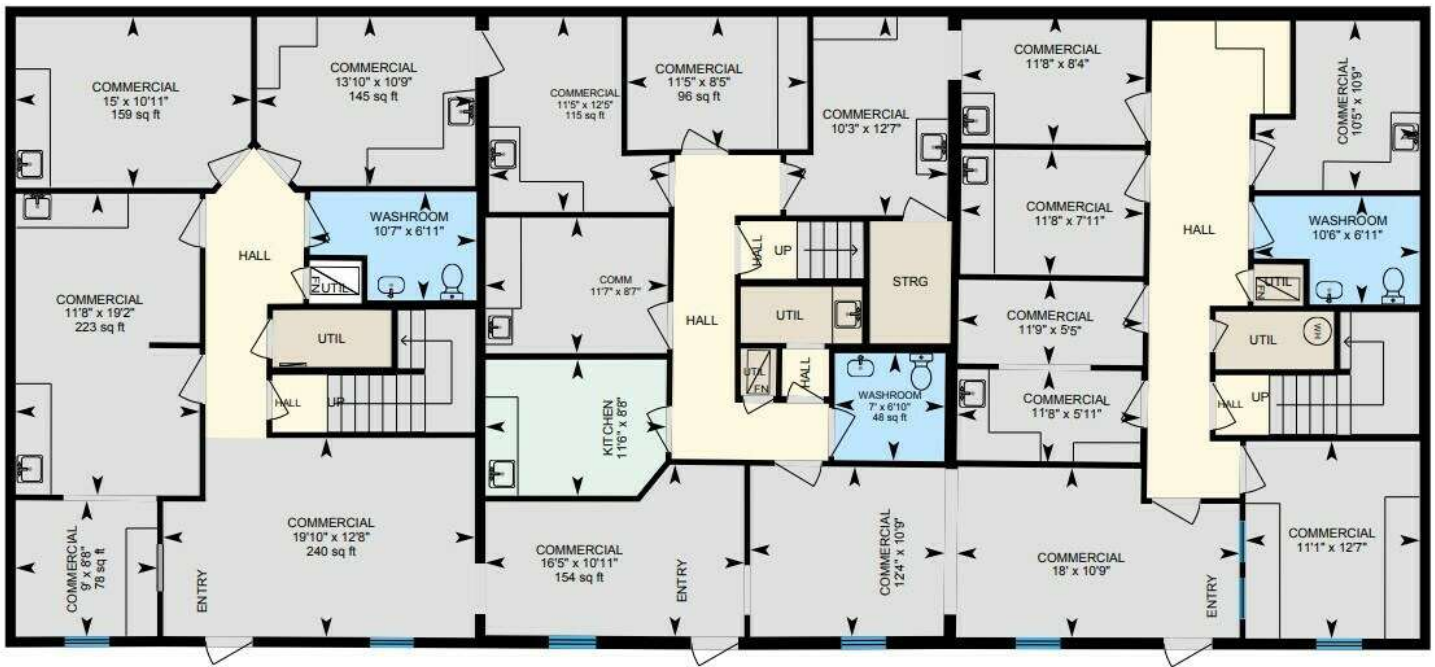 COMMERCIAL
15' x 10'11"
159 sq ft
COMMERCIAL
13'10" x 10'9"
145 sq ft
COMMERCIAL
11'5" x 12'5"
115 sq ft
COMMERCIAL
11'5" x 8'5"
96 sq ft
COMMERCIAL
10'3" x 12'7"
COMMERCIAL
11'8" x 8'4"
COMMERCIAL
10'5" x 10'9"
COMMERCIAL
11'8" x 19'2"
223 sq ft
HALL
WASHROOM
10'7" x 6'11"
UTIL
FN
UTIL
HALL
UP
COMM
11'7" x 8'7"
HALL
HALL
UP
UTIL
STRG
UTIL
FN
HALL
WASHROOM
7' x 6'10"
48 sq ft
KITCHEN
11'6" x 8'8"
COMMERCIAL
11'8" x 7'11"
HALL
WASHROOM
10'6" x 6'11"
UTIL
FN
COMMERCIAL
11'9" x 5'5"
UTIL
WH
COMMERCIAL
11'8" x 5'11"
HALL
UP
COMMERCIAL
9' x 8'8"
78 sq ft
COMMERCIAL
19'10" x 12'8"
240 sq ft
ENTRY
COMMERCIAL
16'5" x 10'11"
154 sq ft
ENTRY
COMMERCIAL
12'4" x 10'9"
COMMERCIAL
18' x 10'9"
ENTRY
COMMERCIAL
11'1" x 12'7"